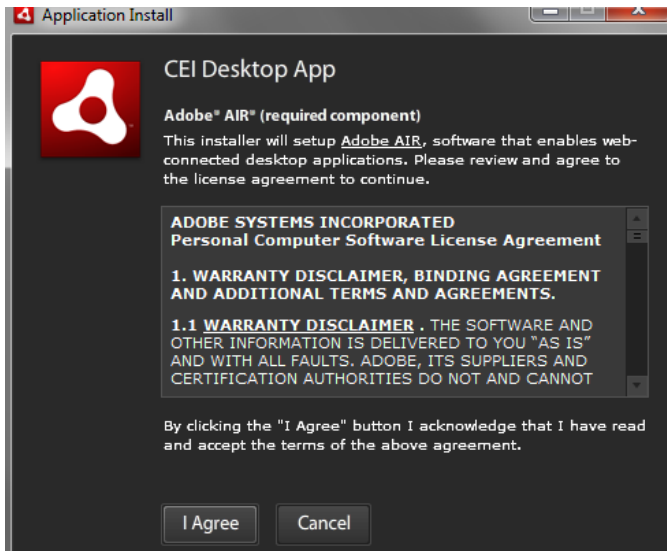 Application Install
CEI Desktop App
Adobe® AIR® (required component)
This installer will setup Adobe AIR, software that enables web-
connected desktop applications. Please review and agree to
the license agreement to continue.
ADOBE SYSTEMS INCORPORATED
Personal Computer Software License Agreement
1. WARRANTY DISCLAIMER, BINDING AGREEMENT
AND ADDITIONAL TERMS AND AGREEMENTS.
1.1 WARRANTY DISCLAIMER . THE SOFTWARE AND
OTHER INFORMATION IS DELIVERED TO YOU “AS IS”
AND WITH ALL FAULTS. ADOBE, ITS SUPPLIERS AND
CERTIFICATION AUTHORITIES DO NOT AND CANNOT
By clicking the "I Agree" button I acknowledge that I have read
and accept the terms of the above agreement.
I Agree
Cancel